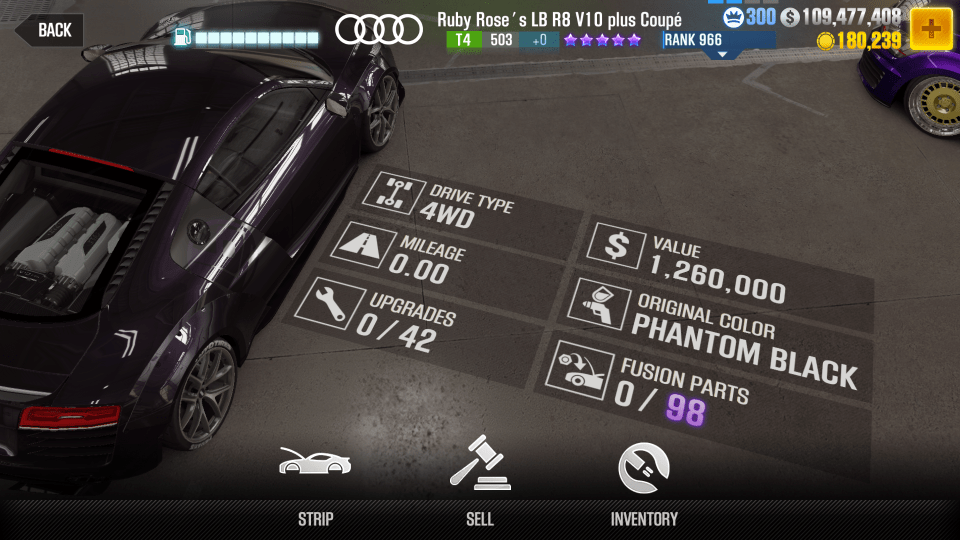 BACK
Ruby Rose´s LB R8 V10 plus Coupé
T4 503 +0
RANK 966
300 $ 109,477,408
180,239
+
DRIVE TYPE
4WD
MILEAGE
0.00
UPGRADES
0/42
$ VALUE
1,260,000
ORIGINAL COLOR
PHANTOM BLACK
FUSION PARTS
0/98
STRIP
SELL
INVENTORY